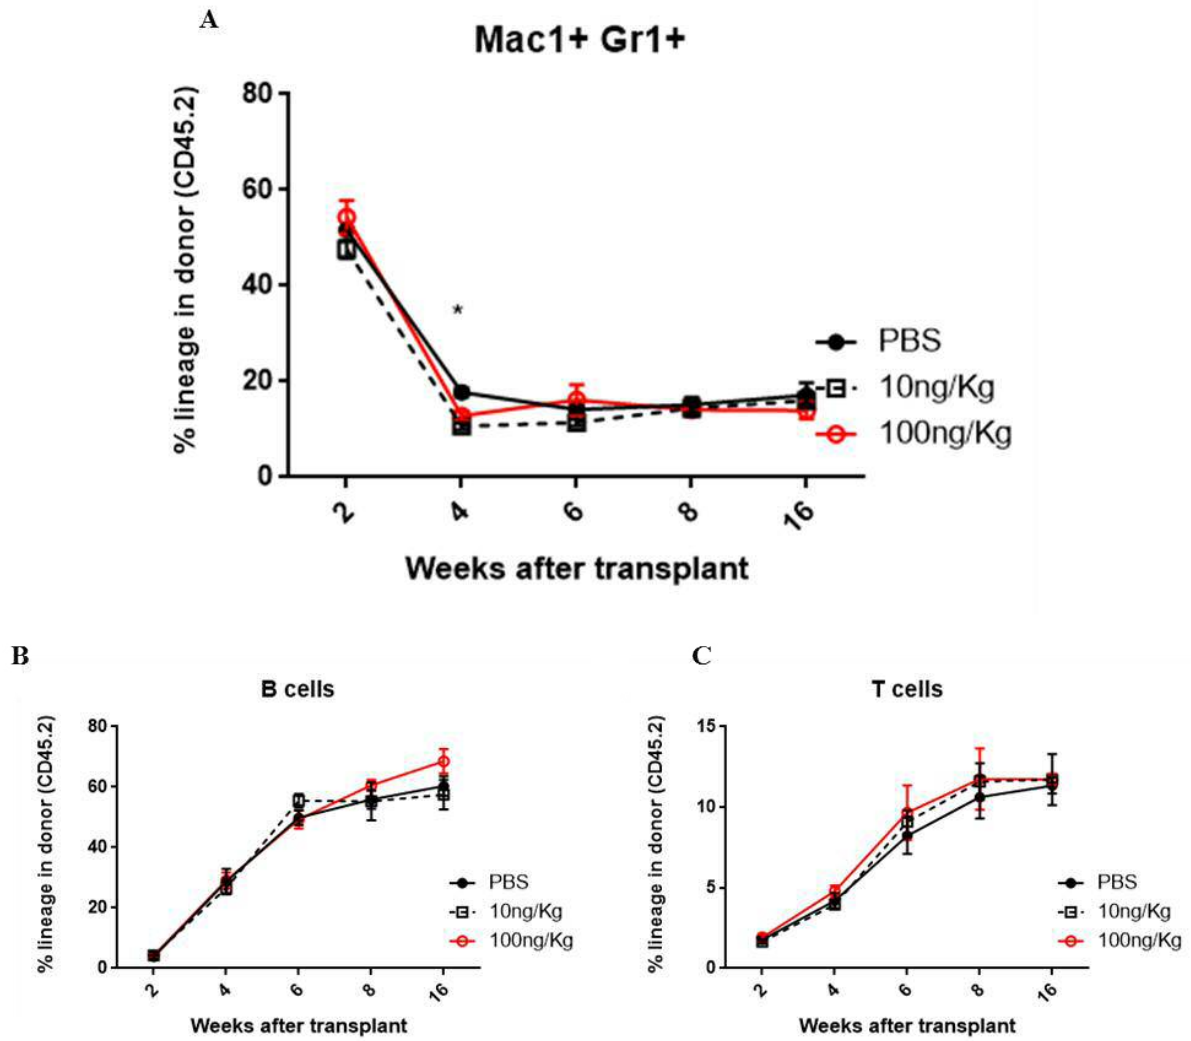 A
Mac1+ Gr1+
% lineage in donor (CD45.2)
80
60
40
20
0
*
PBS
10ng/Kg
100ng/Kg
2 4 6 8 16
Weeks after transplant
B
B cells
% lineage in donor (CD45.2)
80
60
40
20
0
PBS
10ng/Kg
100ng/Kg
2 4 6 8 16
Weeks after transplant
C
T cells
% lineage in donor (CD45.2)
15
10
5
0
PBS
10ng/Kg
100ng/Kg
2 4 6 8 16
Weeks after transplant